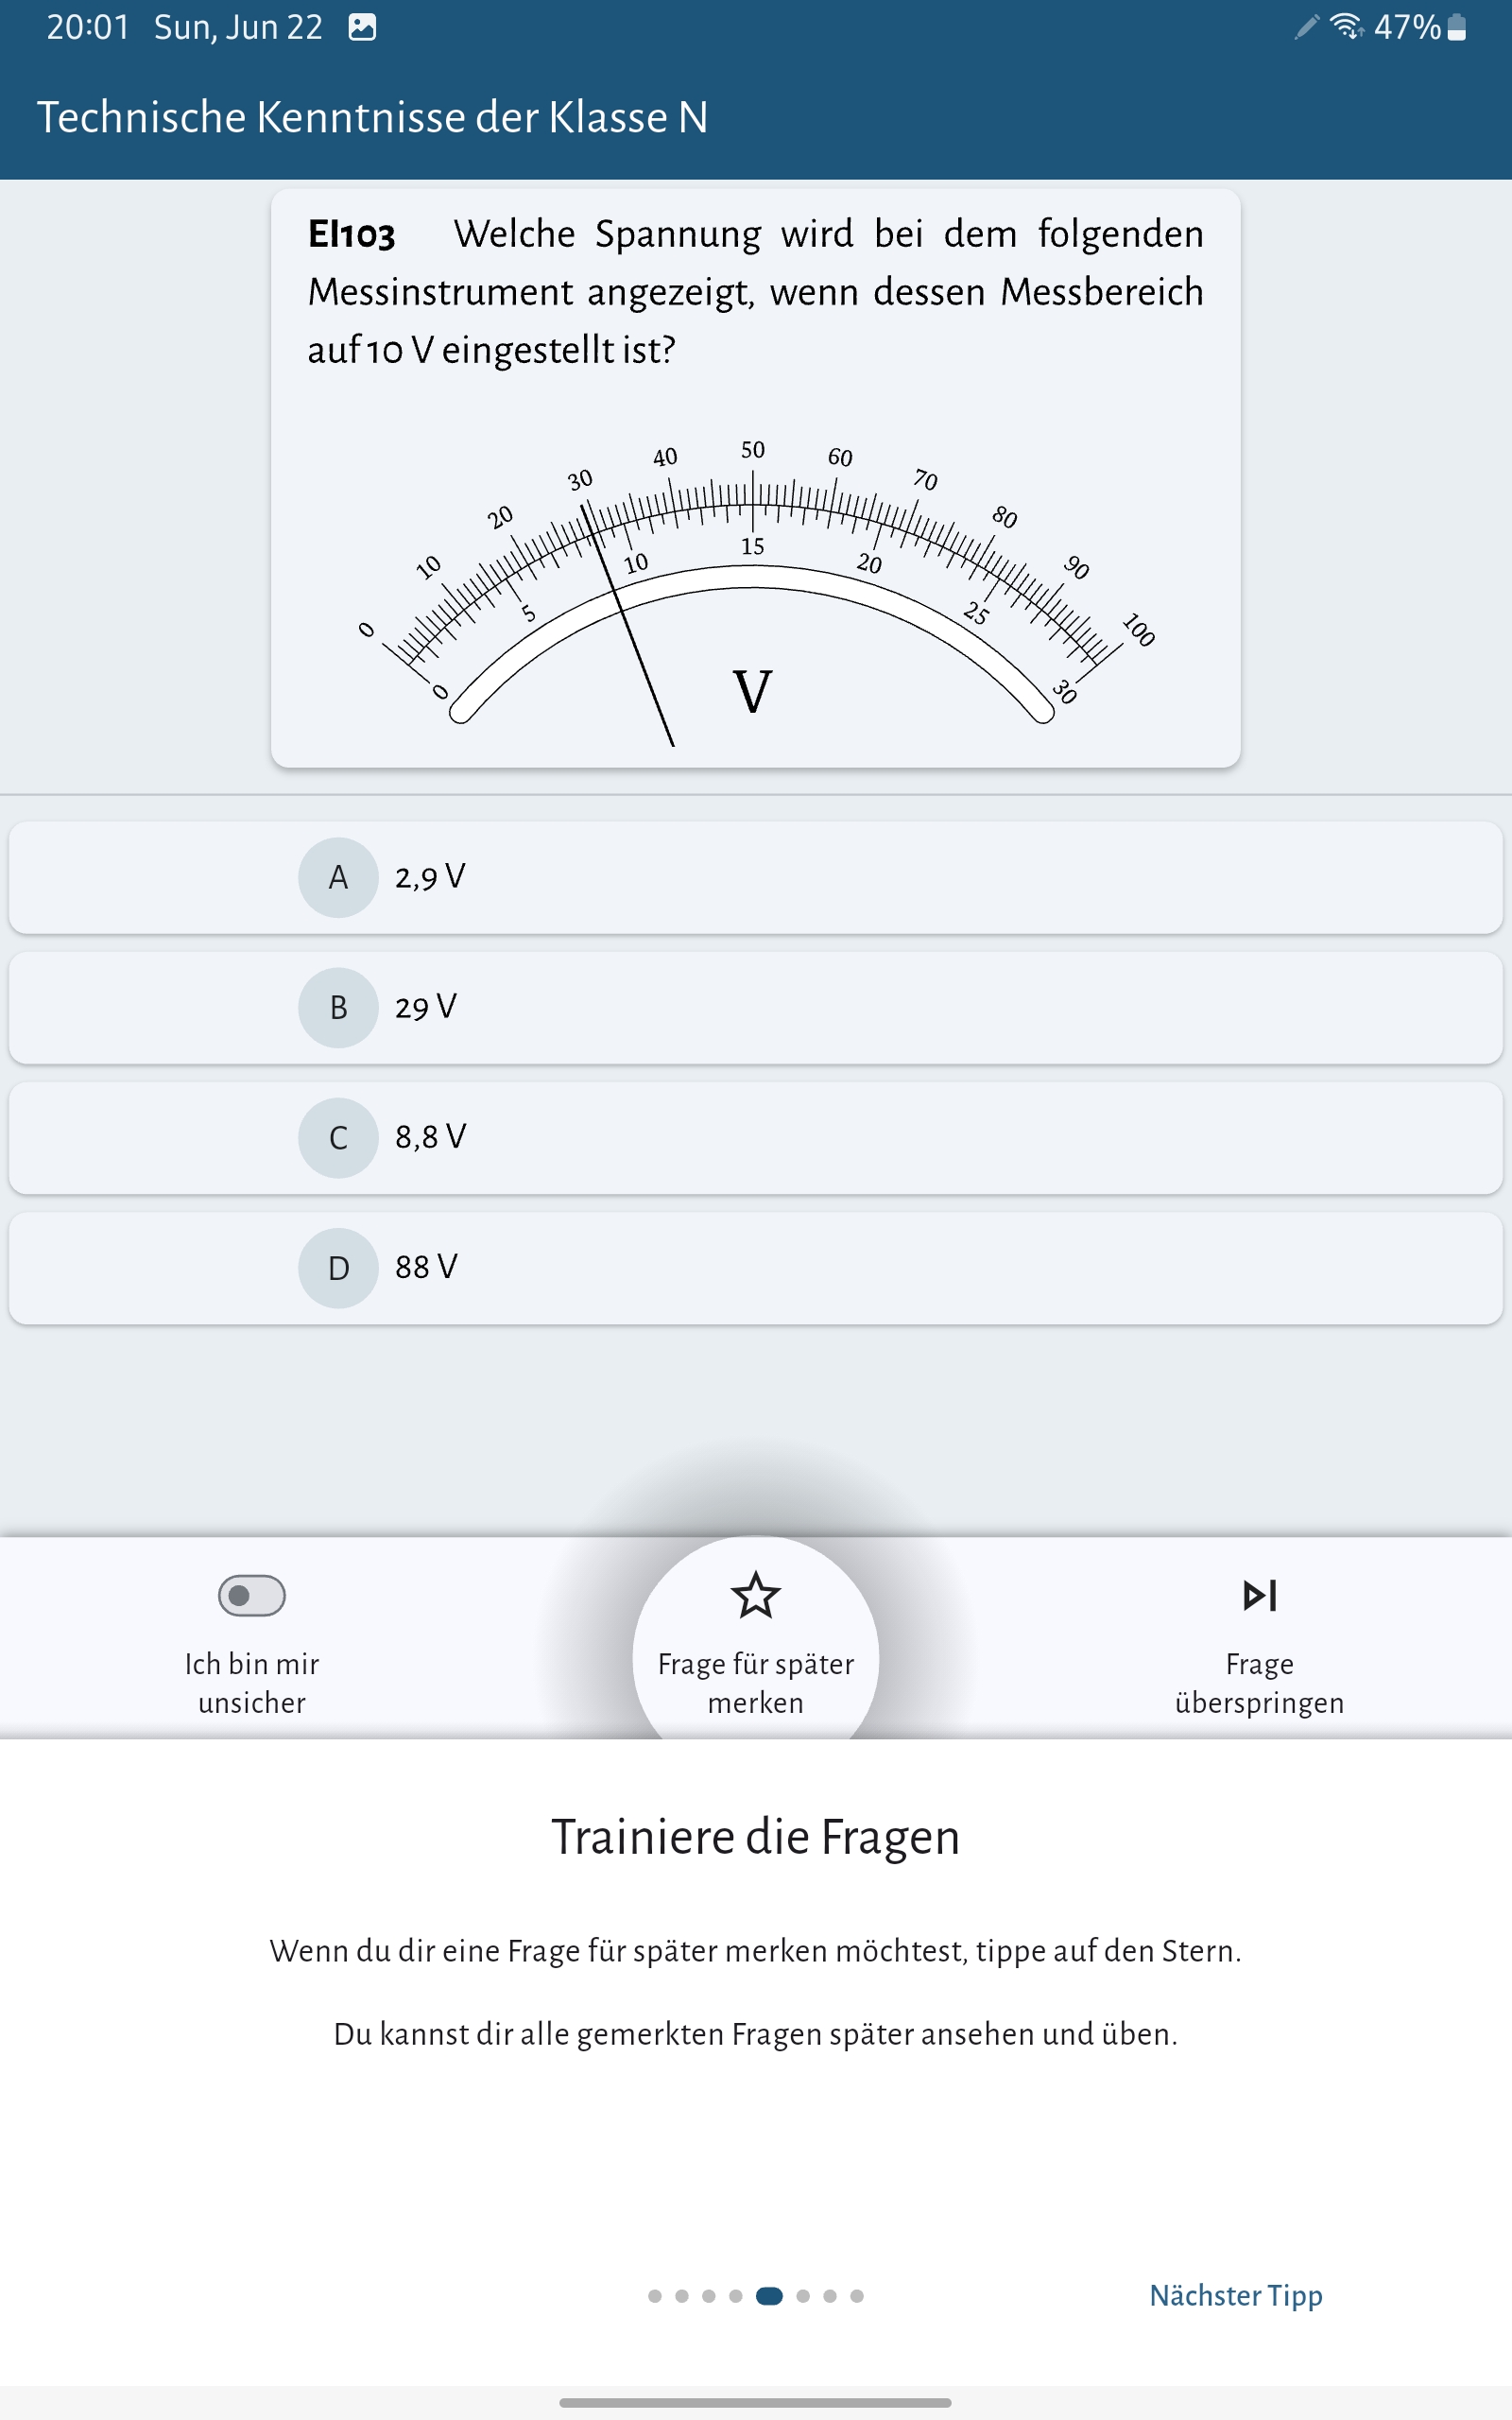 20:01 Sun, Jun 22 47%
Technische Kenntnisse der Klasse N
EI103 Welche Spannung wird bei dem folgenden
Messinstrument angezeigt, wenn dessen Messbereich
auf 10 V eingestellt ist?
0 10 20 30 40 50 60 70 80 90 100
0 5 10 15 20 25 30
V
A 2,9 V
B 29 V
C 8,8 V
D 88 V
Ich bin mir
unsicher
Frage für später
merken
Frage
überspringen
Trainiere die Fragen
Wenn du dir eine Frage für später merken möchtest, tippe auf den Stern.
Du kannst dir alle gemerkten Fragen später ansehen und üben.
Nächster Tipp